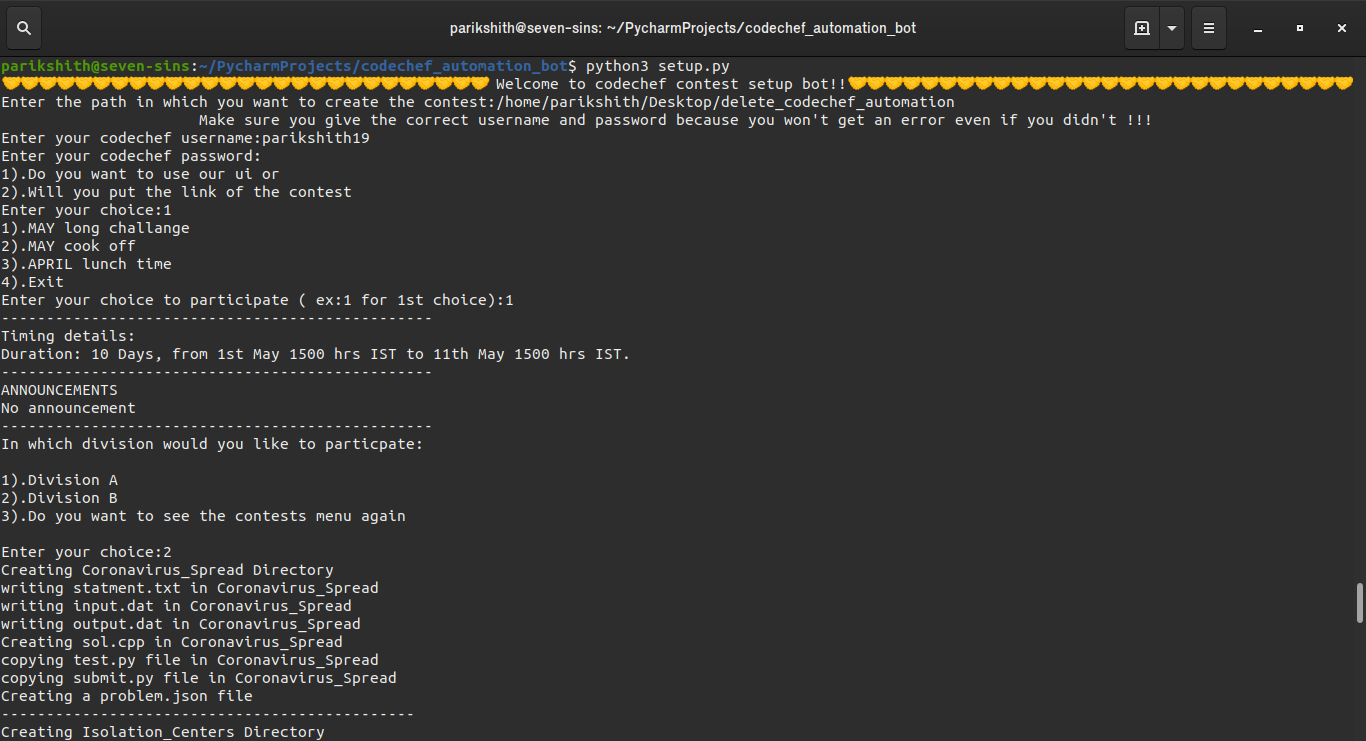 parikshith@seven-sins: ~/PycharmProjects/codechef_automation_bot
parikshith@seven-sins:~/PycharmProjects/codechef_automation_bot$ python3 setup.py
Welcome to codechef contest setup bot!!
Enter the path in which you want to create the contest:/home/parikshith/Desktop/delete_codechef_automation
Make sure you give the correct username and password because you won't get an error even if you didn't !!!
Enter your codechef username:parikshith19
Enter your codechef password:
1).Do you want to use our ui or
2).Will you put the link of the contest
Enter your choice:1
1).MAY long challange
2).MAY cook off
3).APRIL lunch time
4).Exit
Enter your choice to participate ( ex:1 for 1st choice):1
------------------------------------------------
Timing details:
Duration: 10 Days, from 1st May 1500 hrs IST to 11th May 1500 hrs IST.
------------------------------------------------
ANNOUNCEMENTS
No announcement
------------------------------------------------
In which division would you like to particpate:
1).Division A
2).Division B
3).Do you want to see the contests menu again
Enter your choice:2
Creating Coronavirus_Spread Directory
writing statment.txt in Coronavirus_Spread
writing input.dat in Coronavirus_Spread
writing output.dat in Coronavirus_Spread
Creating sol.cpp in Coronavirus_Spread
copying test.py file in Coronavirus_Spread
copying submit.py file in Coronavirus_Spread
Creating a problem.json file
----------------------------------------------
Creating Isolation_Centers Directory